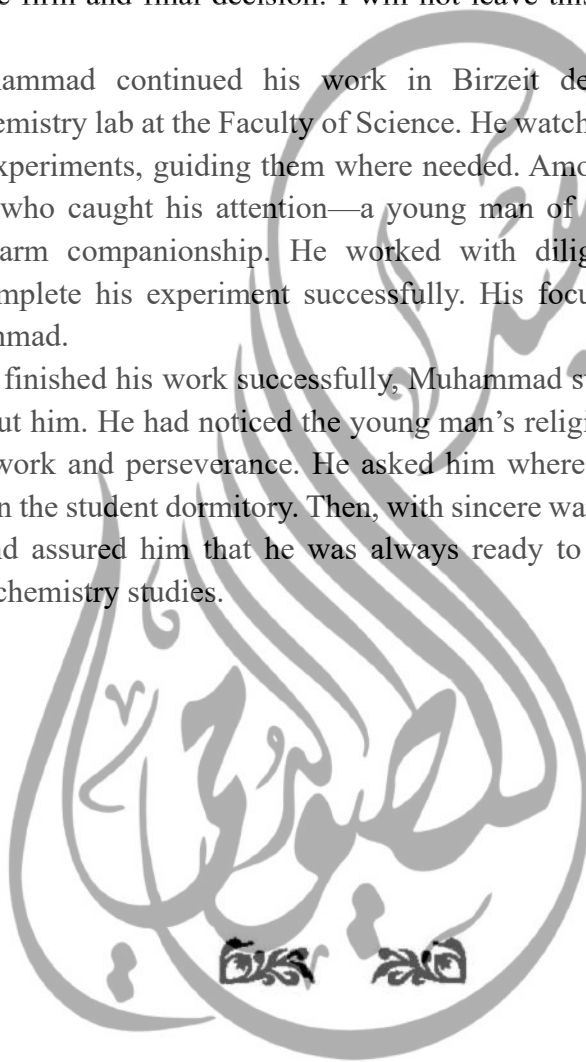 firm and final decision. I will not leave this
ammad continued his work in Birzeit de
emistry lab at the Faculty of Science. He watch
xperiments, guiding them where needed. Amo
who caught his attention—a young man of
arm companionship. He worked with dilig
mplete his experiment successfully. His focu
mmad.
finished his work successfully, Muhammad s
ut him. He had noticed the young man’s religi
work and perseverance. He asked him where
n the student dormitory. Then, with sincere wa
nd assured him that he was always ready to
chemistry studies.